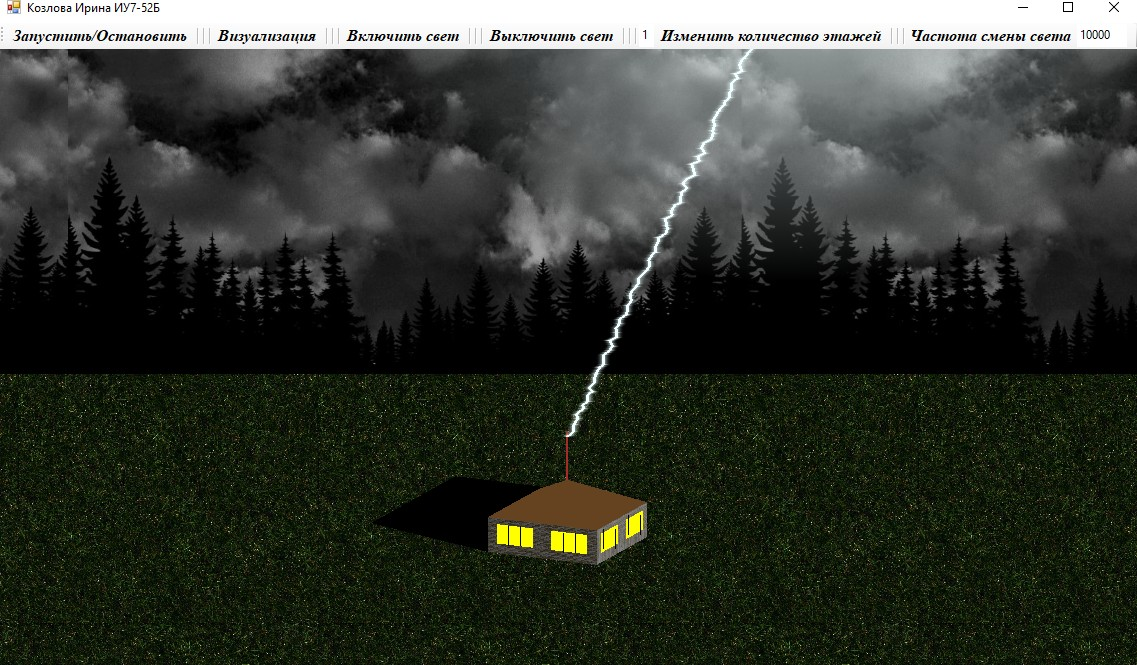 Козлова Ирина ИУ7-52Б
Запустить/Остановить Визуализация Включить свет Выключить свет 1 Изменить количество этажей Частота смены света 10000